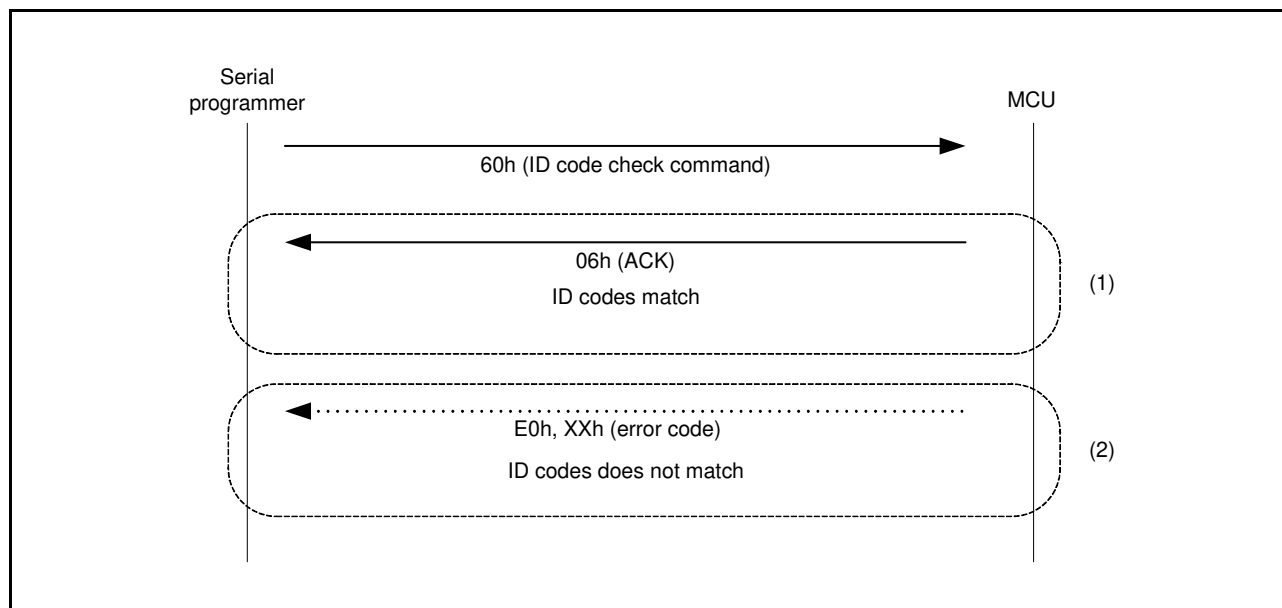 Serial
programmer
MCU
60h (ID code check command)
06h (ACK)
ID codes match
(1)
E0h, XXh (error code)
ID codes does not match
(2)